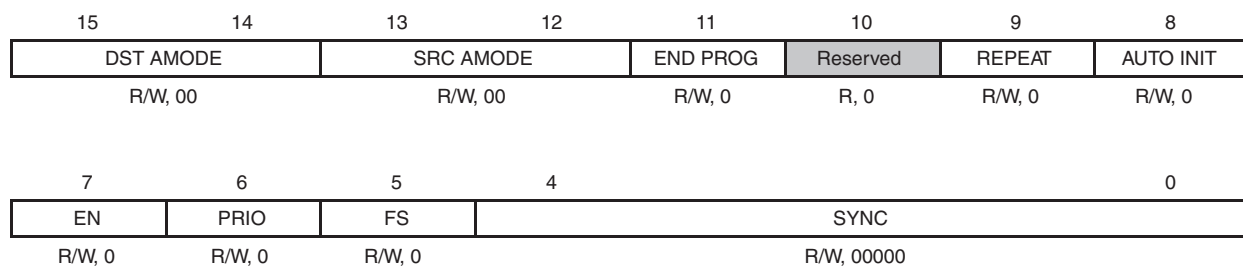 15 14 13 12 11 10 9 8
DST AMODE SRC AMODE END PROG Reserved REPEAT AUTO INIT
R/W, 00 R/W, 00 R/W, 0 R, 0 R/W, 0 R/W, 0
7 6 5 4 0
EN PRIO FS SYNC
R/W, 0 R/W, 0 R/W, 0 R/W, 00000